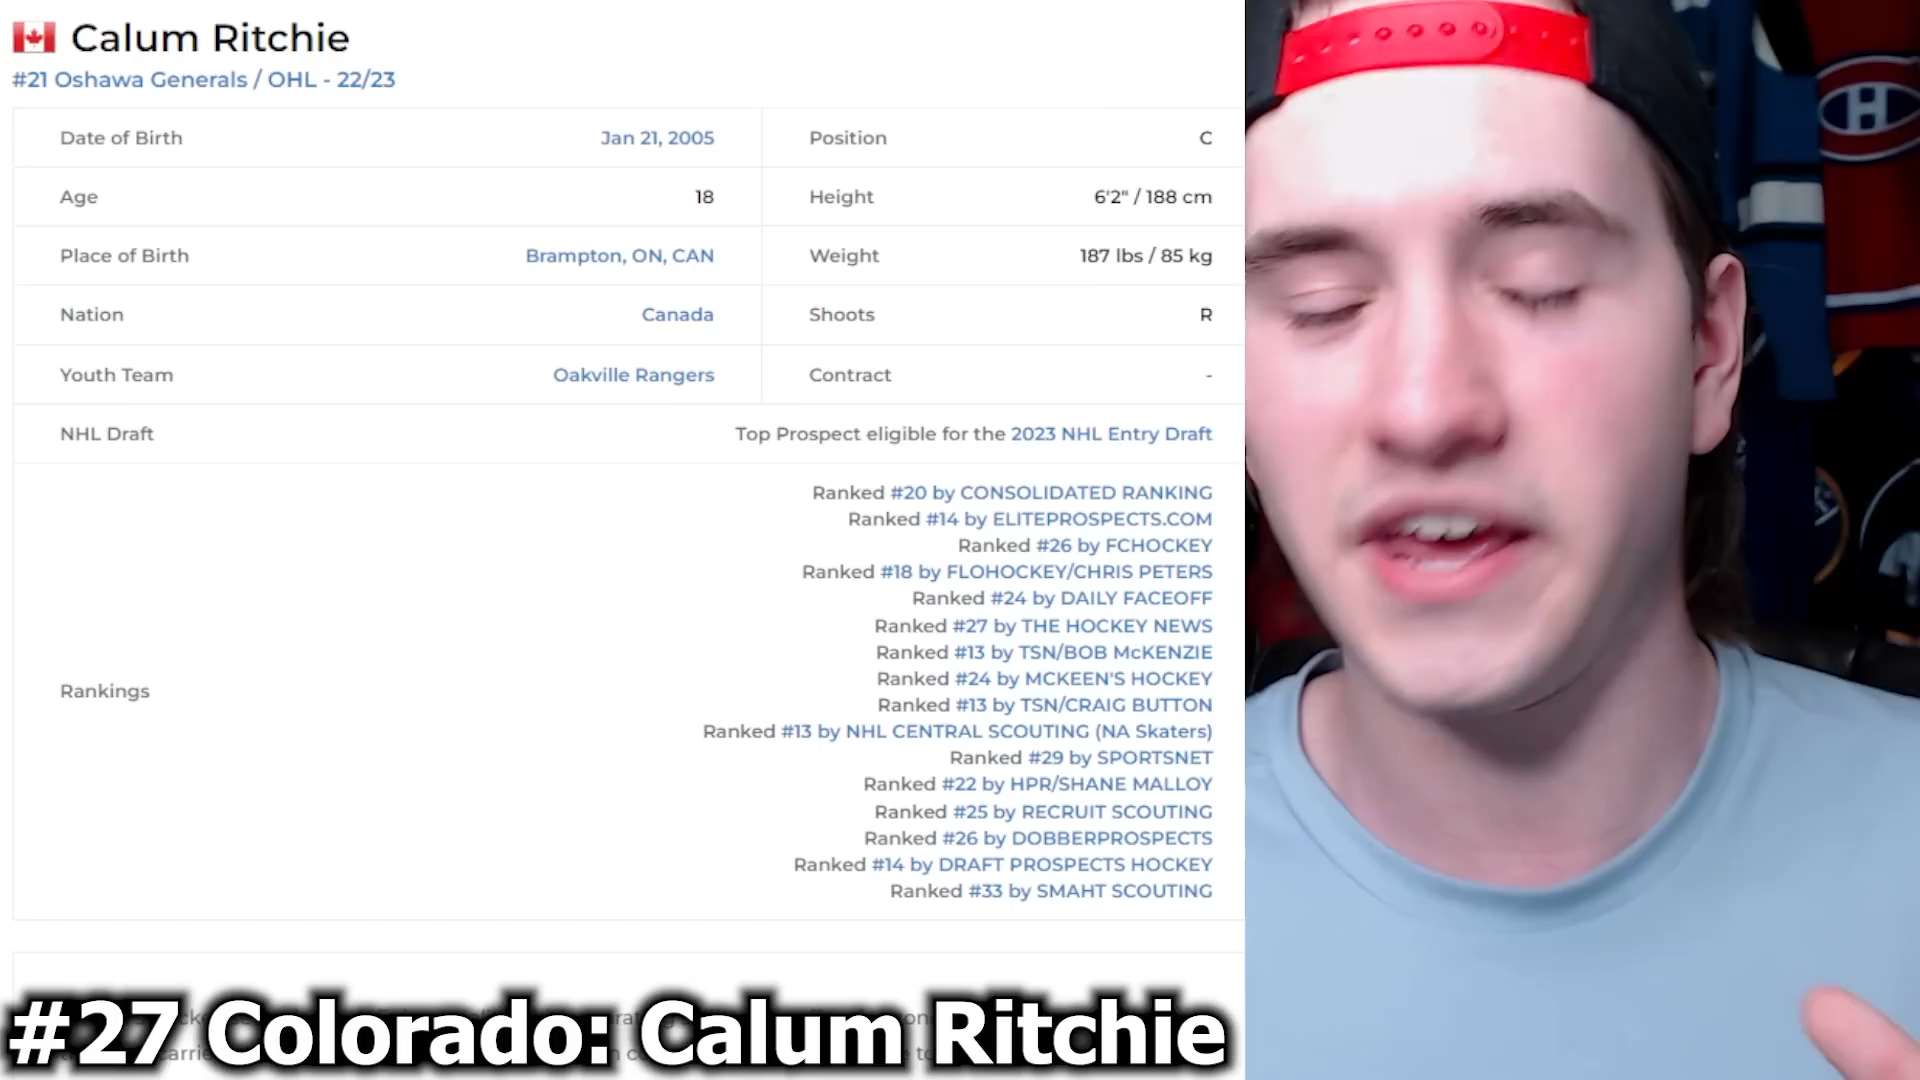 Calum Ritchie
#21 Oshawa Generals / OHL - 22/23
Date of Birth Jan 21, 2005 Position C
Age 18 Height 6'2" / 188 cm
Place of Birth Brampton, ON, CAN Weight 187 lbs / 85 kg
Nation Canada Shoots R
Youth Team Oakville Rangers Contract -
NHL Draft Top Prospect eligible for the 2023 NHL Entry Draft
Rankings
Ranked #20 by CONSOLIDATED RANKING
Ranked #14 by ELITEPROSPECTS.COM
Ranked #26 by FCHOCKEY
Ranked #18 by FLOHOCKEY/CHRIS PETERS
Ranked #24 by DAILY FACEOFF
Ranked #27 by THE HOCKEY NEWS
Ranked #13 by TSN/BOB McKENZIE
Ranked #24 by MCKEEN'S HOCKEY
Ranked #13 by TSN/CRAIG BUTTON
Ranked #13 by NHL CENTRAL SCOUTING (NA Skaters)
Ranked #29 by SPORTSNET
Ranked #22 by HPR/SHANE MALLOY
Ranked #25 by RECRUIT SCOUTING
Ranked #26 by DOBBERPROSPECTS
Ranked #14 by DRAFT PROSPECTS HOCKEY
Ranked #33 by SMAHT SCOUTING
#27 Colorado: Calum Ritchie